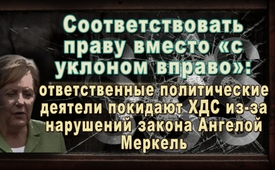 Соответствовать
праву вместо «с
уклоном вправо»:
ответственные политические
деятели покидают ХДС из-за
нарушений закона Ангелой
Меркель